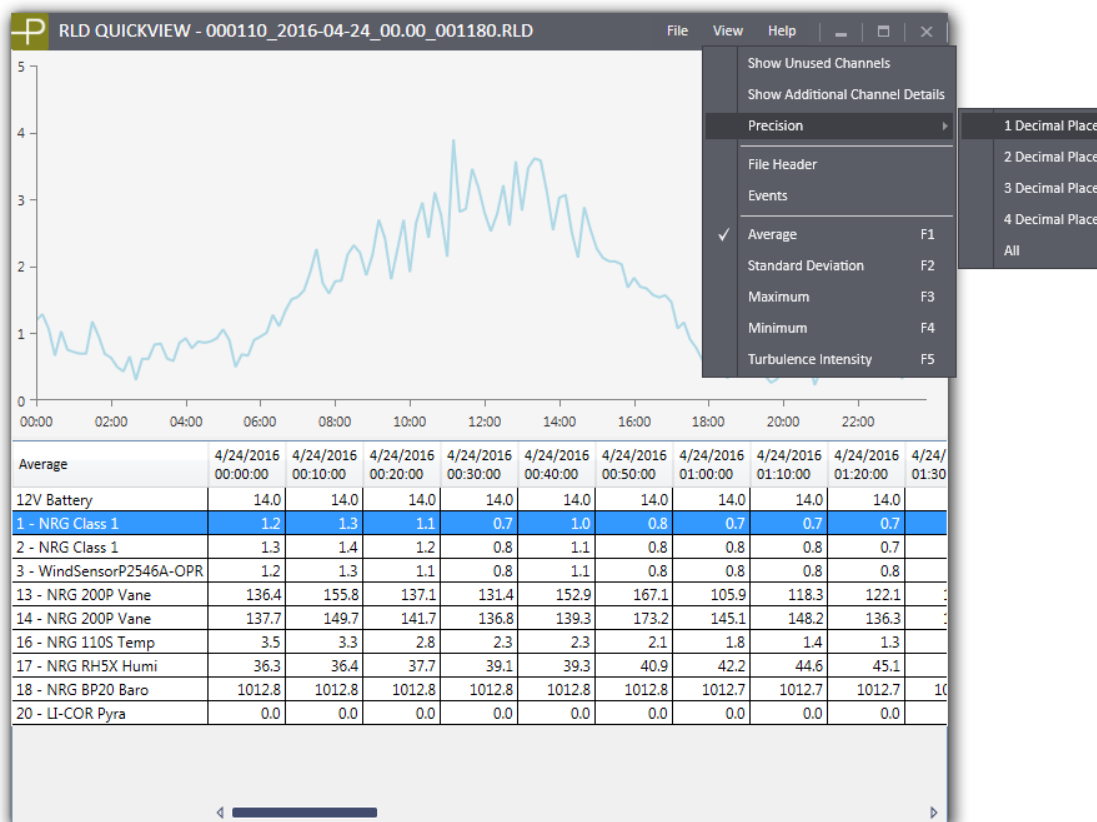 RLD QUICKVIEW - 000110_2016-04-24_00.00_001180.RLD File View Help
Show Unused Channels
Show Additional Channel Details
Precision
1 Decimal Place
2 Decimal Place
3 Decimal Place
4 Decimal Place
All
File Header
Events
Average F1
Standard Deviation F2
Maximum F3
Minimum F4
Turbulence Intensity F5
5
4
3
2
1
0
00:00 02:00 04:00 06:00 08:00 10:00 12:00 14:00 16:00 18:00 20:00 22:00
Average 4/24/2016 00:00:00 4/24/2016 00:10:00 4/24/2016 00:20:00 4/24/2016 00:30:00 4/24/2016 00:40:00 4/24/2016 00:50:00 4/24/2016 01:00:00 4/24/2016 01:10:00 4/24/2016 01:20:00 4/24/ 01:30
12V Battery 14.0 14.0 14.0 14.0 14.0 14.0 14.0 14.0 14.0
1 - NRG Class 1 1.2 1.3 1.1 0.7 1.0 0.8 0.7 0.7 0.7
2 - NRG Class 1 1.3 1.4 1.2 0.8 1.1 0.8 0.8 0.8 0.7
3 - WindSensorP2546A-OPR 1.2 1.3 1.1 0.8 1.1 0.8 0.8 0.8 0.8
13 - NRG 200P Vane 136.4 155.8 137.1 131.4 152.9 167.1 105.9 118.3 122.1
14 - NRG 200P Vane 137.7 149.7 141.7 136.8 139.3 173.2 145.1 148.2 136.3
16 - NRG 110S Temp 3.5 3.3 2.8 2.3 2.3 2.1 1.8 1.4 1.3
17 - NRG RH5X Humi 36.3 36.4 37.7 39.1 39.3 40.9 42.2 44.6 45.1
18 - NRG BP20 Baro 1012.8 1012.8 1012.8 1012.8 1012.8 1012.8 1012.7 1012.7 1012.7 10
20 - LI-COR Pyra 0.0 0.0 0.0 0.0 0.0 0.0 0.0 0.0 0.0